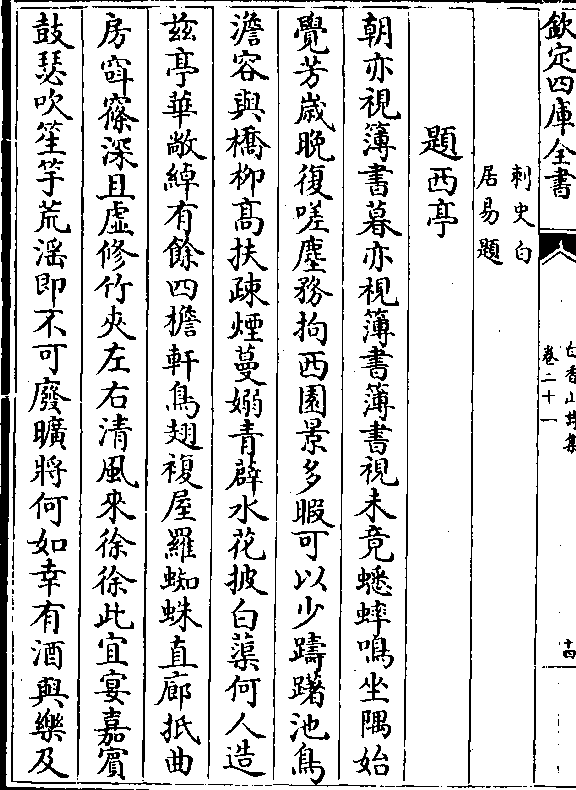 欽定四庫全書
白香山詩集
卷二十一
十四
刺史白
居易題
題西亭
朝亦視簿書暮亦視簿書簿書視未竟蟋蟀鳴坐隅始
覺芳歲晚復嗟塵務拘西園景多暇可以少躊躇池鳥
澹容與橋柳高扶疎煙蔓嫋青薜水花披白蕖何人造
兹亭華敞綽有餘四檐軒鳥翅複屋羅蜘蛛直廊抵曲
房窈窱深且虛修竹夾左右清風來徐徐此宜宴嘉賓
鼓瑟吹笙竽荒滛即不可廢曠將何如幸有酒與樂及